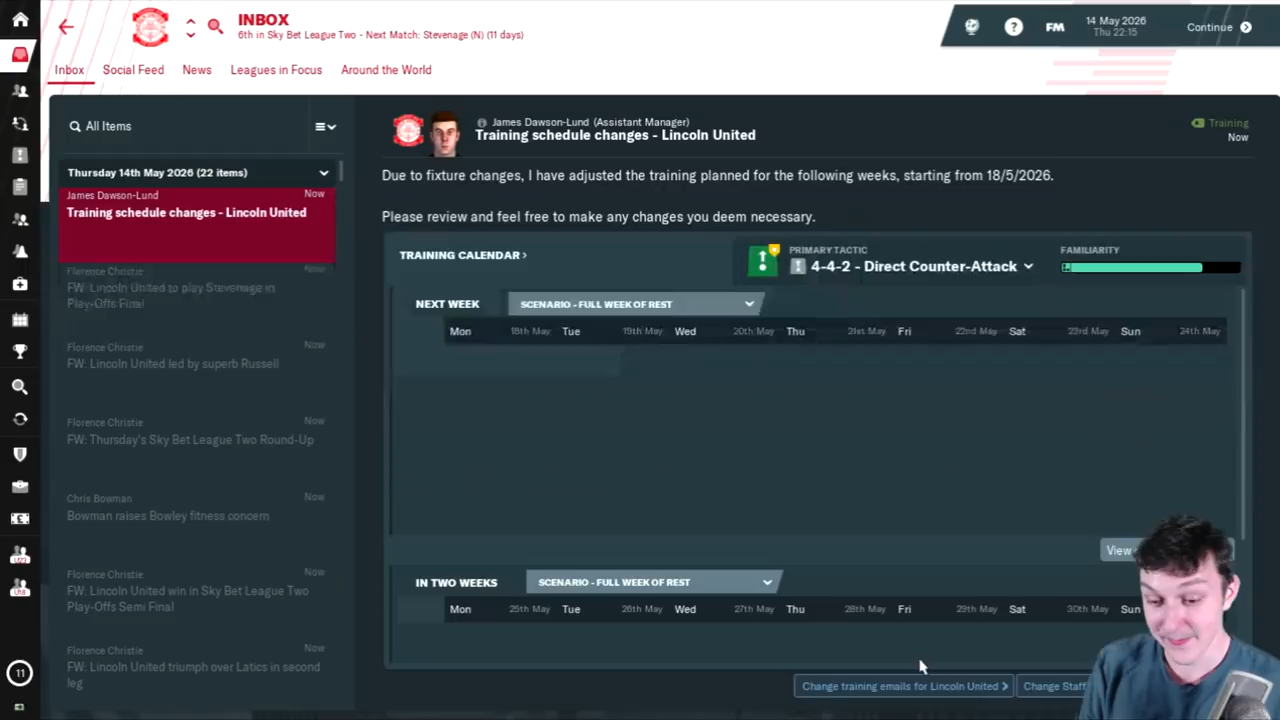 INBOX
6th in Sky Bet League Two - Next Match: Stevenage (N) (11 days)
FM
14 May 2026
Thu 22:15
Continue
Inbox
Social Feed
News
Leagues in Focus
Around the World
All Items
Thursday 14th May 2026 (22 items)
James Dawson-Lund
Now
Training schedule changes - Lincoln United
Florence Christie
Now
FW: Lincoln United to play Stevenage in
Play-Offs Final
Florence Christie
Now
FW: Lincoln United led by superb Russell
Florence Christie
Now
FW: Thursday's Sky Bet League Two Round-Up
Chris Bowman
Now
Bowman raises Bowley fitness concern
Florence Christie
Now
FW: Lincoln United win in Sky Bet League Two
Play-Offs Semi Final
Florence Christie
Now
FW: Lincoln United triumph over Latics in second
leg
James Dawson-Lund (Assistant Manager)
Training schedule changes - Lincoln United
Training
Now
Due to fixture changes, I have adjusted the training planned for the following weeks, starting from 18/5/2026.
Please review and feel free to make any changes you deem necessary.
TRAINING CALENDAR >
PRIMARY TACTIC
4-4-2 - Direct Counter-Attack
FAMILIARITY
NEXT WEEK
SCENARIO - FULL WEEK OF REST
Mon 18th May Tue 19th May Wed 20th May Thu 21st May Fri 22nd May Sat 23rd May Sun 24th May
View
IN TWO WEEKS
SCENARIO - FULL WEEK OF REST
Mon 25th May Tue 26th May Wed 27th May Thu 28th May Fri 29th May Sat 30th May Sun
Change training emails for Lincoln United >
Change Staff
U23
U18
11